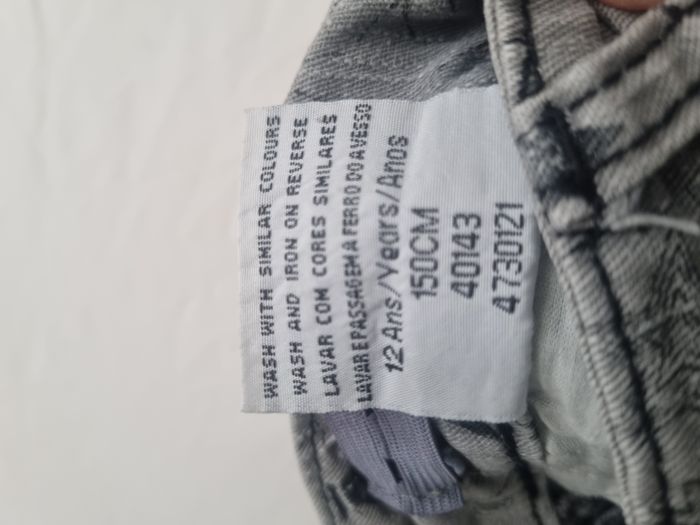 WASH WITH SIMILAR COLOURS
WASH AND IRON ON REVERSE
LAVAR COM CORES SIMILARES
LAVAR E PASSAGEM A FERRO DO AVESSO
12 Ans/Years/Anos
150CM
40143
4730121